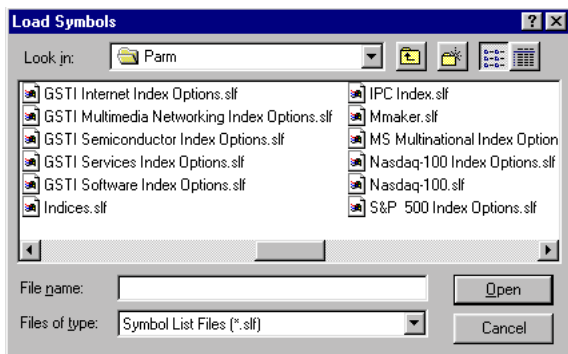 Load Symbols
Look in: Parm
GSTI Internet Index Options.slf
GSTI Multimedia Networking Index Options.slf
GSTI Semiconductor Index Options.slf
GSTI Services Index Options.slf
GSTI Software Index Options.slf
Indices.slf
IPC Index.slf
Mmaker.slf
MS Multinational Index Option
Nasdaq-100 Index Options.slf
Nasdaq-100.slf
S&P 500 Index Options.slf
File name:
Open
Files of type: Symbol List Files (*.slf)
Cancel